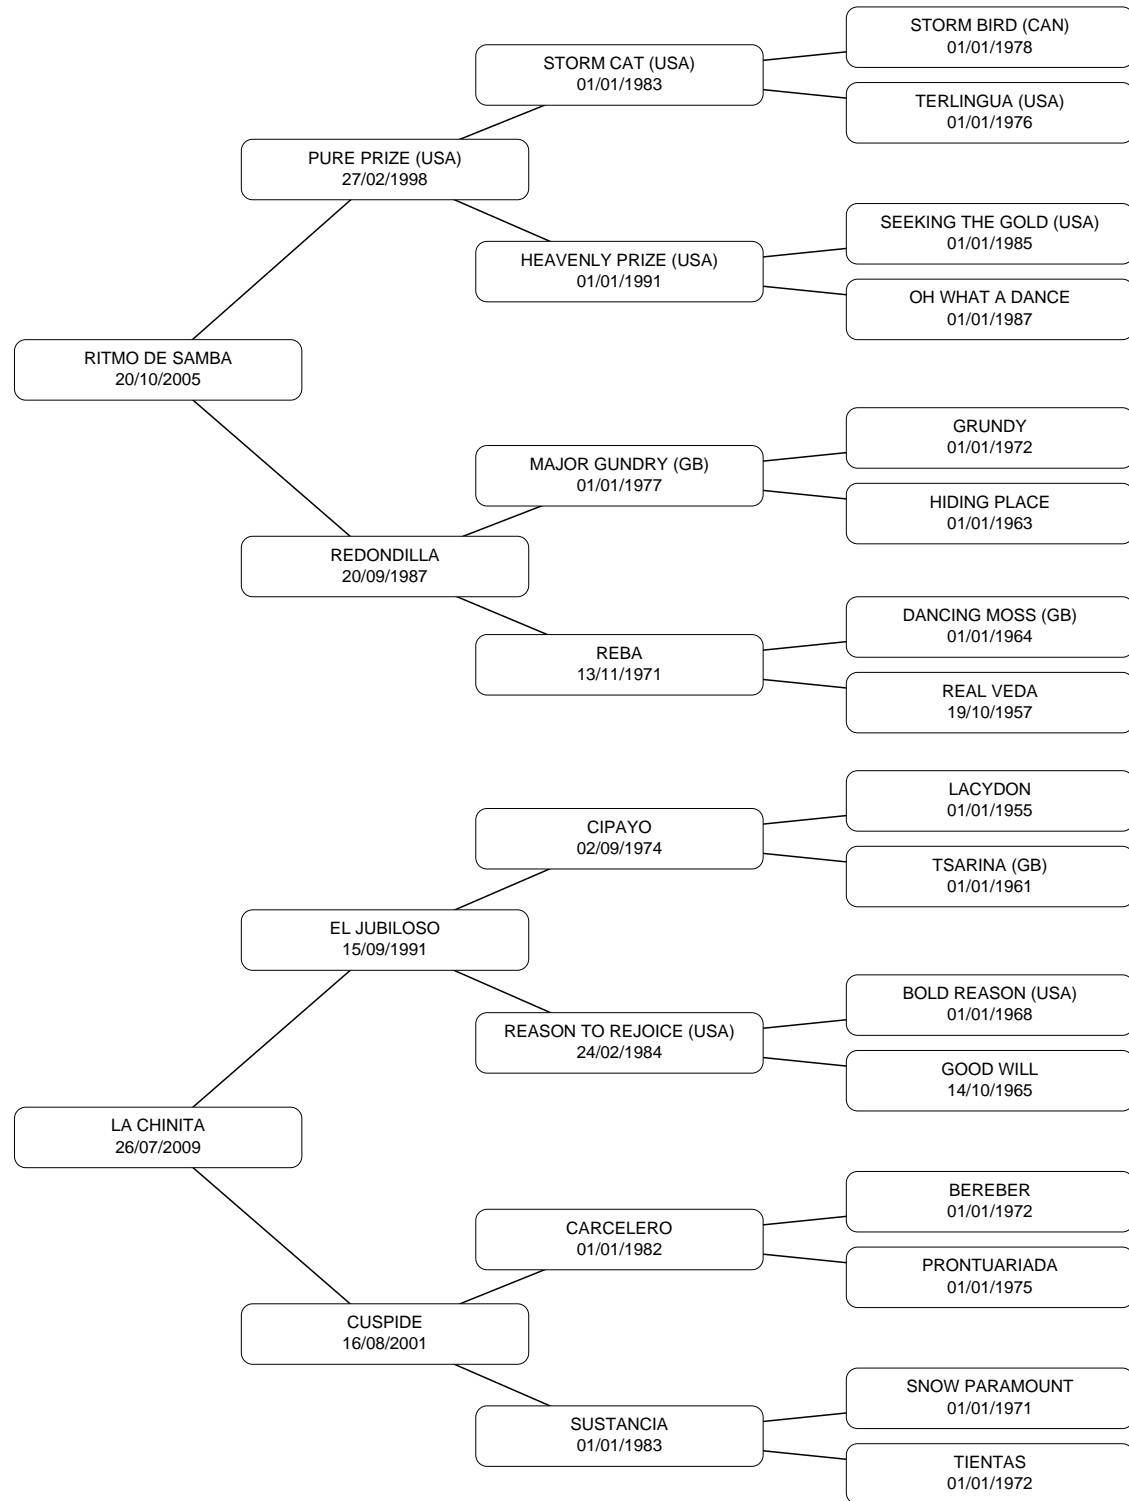 STORM BIRD (CAN)
01/01/1978
STORM CAT (USA)
01/01/1983
TERLINGUA (USA)
01/01/1976
PURE PRIZE (USA)
27/02/1998
SEEKING THE GOLD (USA)
01/01/1985
HEAVENLY PRIZE (USA)
01/01/1991
OH WHAT A DANCE
01/01/1987
RITMO DE SAMBA
20/10/2005
GRUNDY
01/01/1972
MAJOR GUNDRY (GB)
01/01/1977
HIDING PLACE
01/01/1963
REDONDILLA
20/09/1987
DANCING MOSS (GB)
01/01/1964
REBA
13/11/1971
REAL VEDA
19/10/1957
LACYDON
01/01/1955
CIPAYO
02/09/1974
TSARINA (GB)
01/01/1961
EL JUBILOSO
15/09/1991
BOLD REASON (USA)
01/01/1968
REASON TO REJOICE (USA)
24/02/1984
GOOD WILL
14/10/1965
LA CHINITA
26/07/2009
BEREBER
01/01/1972
CARCELERO
01/01/1982
PRONTUARIADA
01/01/1975
CUSPIDE
16/08/2001
SNOW PARAMOUNT
01/01/1971
SUSTANCIA
01/01/1983
TIENTAS
01/01/1972